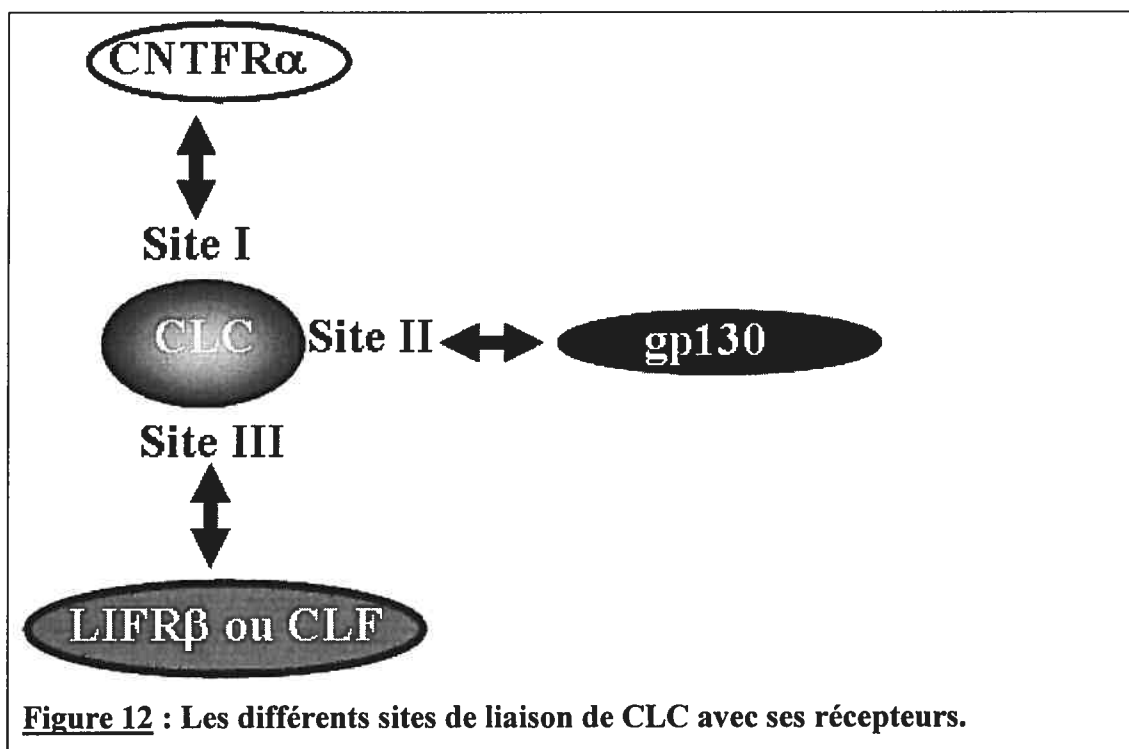 CNTFRα
Site I
CLC Site II gp130
Site III
LIFRβ ou CLF
Figure 12 : Les différents sites de liaison de CLC avec ses récepteurs.